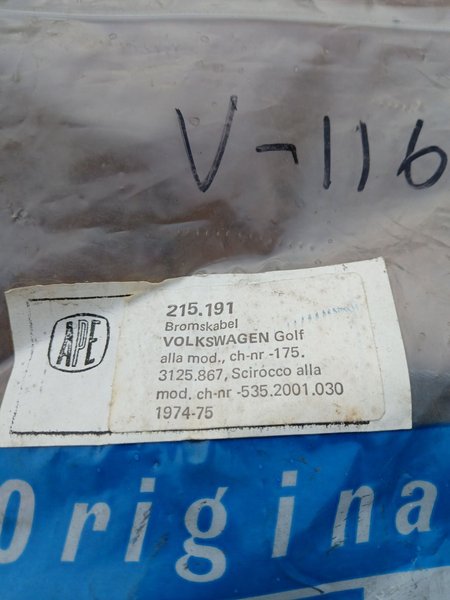 V-116
APE
215.191
Bromskabel
VOLKSWAGEN Golf
alla mod., ch-nr -175.
3125.867, Scirocco alla
mod. ch-nr -535.2001.030
1974-75
Origina